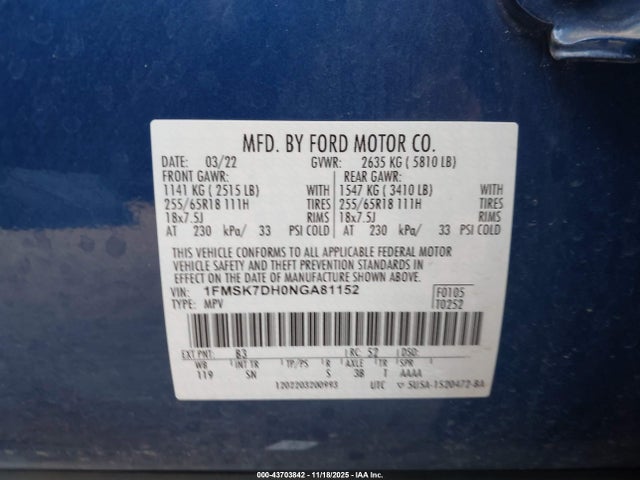 MFD. BY FORD MOTOR CO.
DATE: 03/22 GVWR: 2635 KG ( 5810 LB)
FRONT GAWR: REAR GAWR:
1141 KG ( 2515 LB) WITH 1547 KG ( 3410 LB) WITH
255/65R18 111H TIRES 255/65R18 111H TIRES
18x7.5J RIMS 18x7.5J RIMS
AT 230 kPa/ 33 PSI COLD AT 230 kPa/ 33 PSI COLD
THIS VEHICLE CONFORMS TO ALL APPLICABLE FEDERAL MOTOR
VEHICLE SAFETY AND THEFT PREVENTION STANDARDS IN
EFFECT ON THE DATE OF MANUFACTURE SHOWN ABOVE.
VIN: 1FMSK7DH0NGA81152 F0105
TYPE: MPV T0252
EXT PNT: B3 RC: 52 DSO:
WB INT TR TP/PS R AXLE TR SPR
119 SN S 3B T AAAA
1202203200993 UTC SU5A-1520472-BA
000-43703842 - 11/18/2025 - IAA Inc.